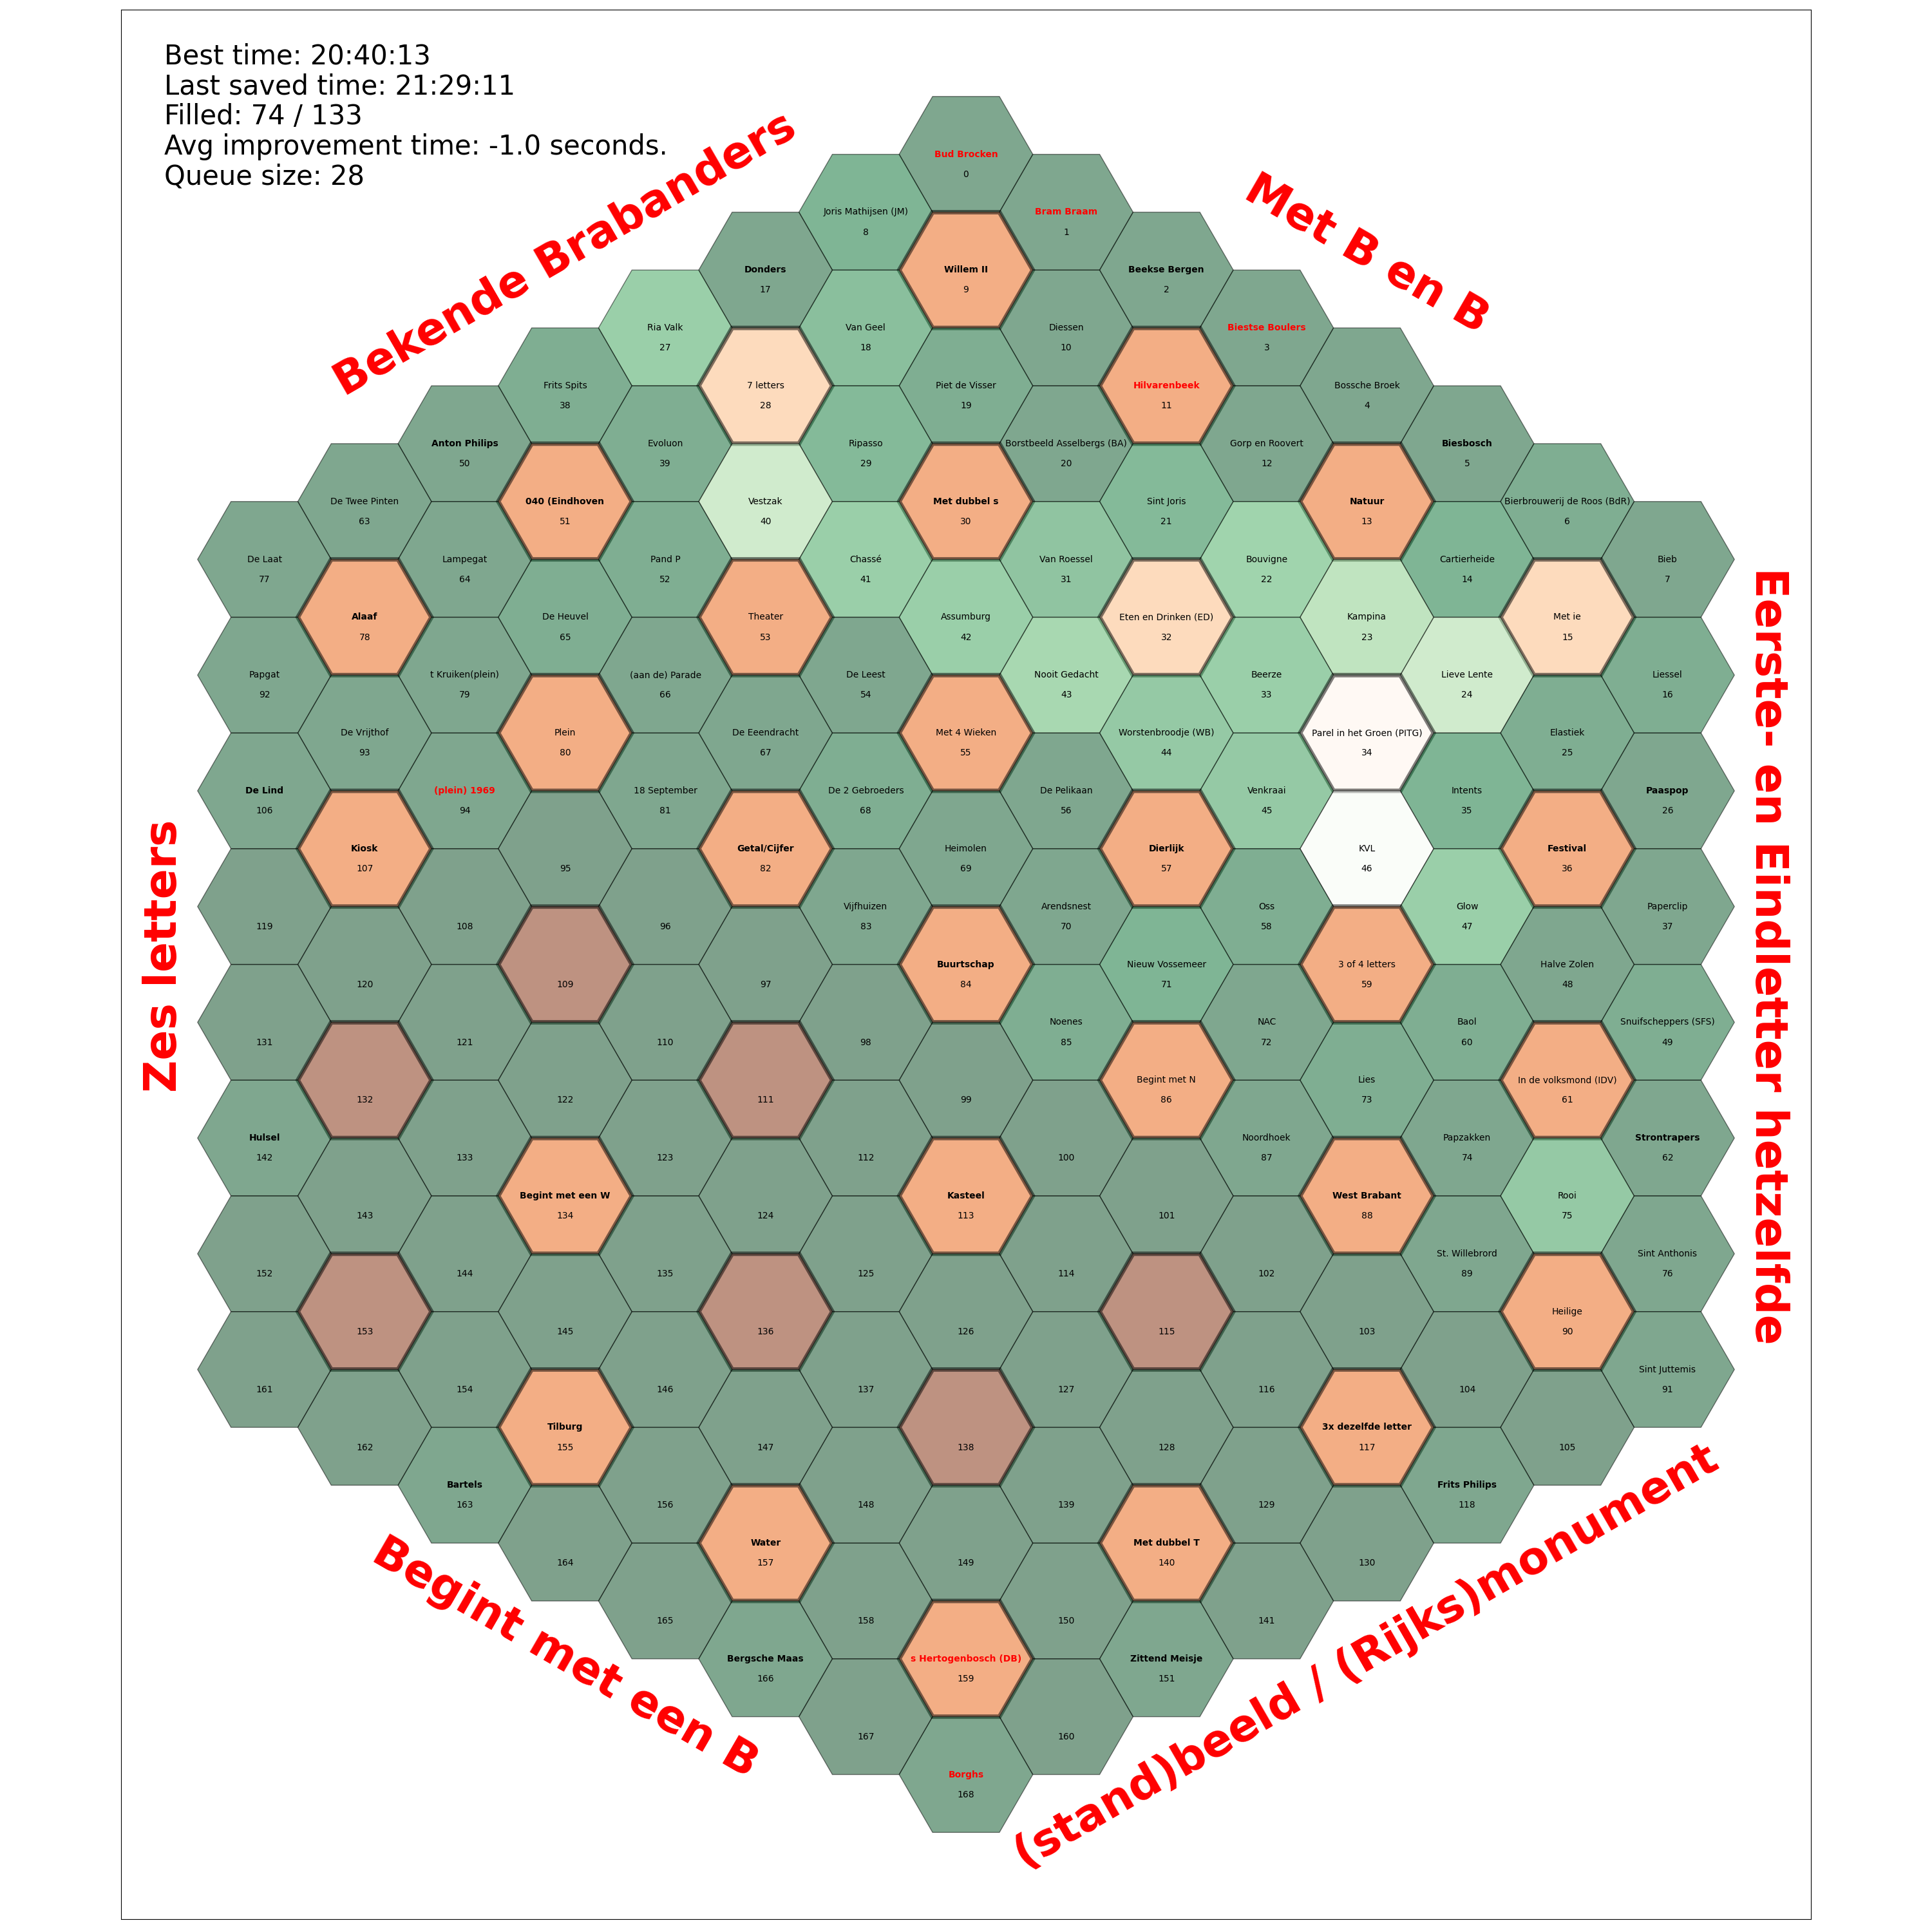 Best time: 20:40:13
Last saved time: 21:29:11
Filled: 74 / 133
Avg improvement time: -1.0 seconds.
Queue size: 28
Bekende Brabanders
Met B en B
Eerste- en Eindletter hetzelfde
(stand)beeld / (Rijks)monument
Begint met een B
Zes letters
Bud Brocken
0
Bram Braam
1
Beekse Bergen
2
Biestse Boulers
3
Bossche Broek
4
Biesbosch
5
Bierbrouwerij de Roos (BdR)
6
Bieb
7
Joris Mathijsen (JM)
8
Willem II
9
Diessen
10
Hilvarenbeek
11
Gorp en Roovert
12
Natuur
13
Cartierheide
14
Met ie
15
Liessel
16
Donders
17
Van Geel
18
Piet de Visser
19
Borstbeeld Asselbergs (BA)
20
Sint Joris
21
Bouvigne
22
Kampina
23
Lieve Lente
24
Elastiek
25
Paaspop
26
Ria Valk
27
7 letters
28
Ripasso
29
Met dubbel s
30
Van Roessel
31
Eten en Drinken (ED)
32
Beerze
33
Parel in het Groen (PITG)
34
Intents
35
Festival
36
Paperclip
37
Frits Spits
38
Evoluon
39
Vestzak
40
Chassé
41
Assumburg
42
Nooit Gedacht
43
Worstenbroodje (WB)
44
Venkraai
45
KVL
46
Glow
47
Halve Zolen
48
Snuifscheppers (SFS)
49
Anton Philips
50
040 (Eindhoven
51
Pand P
52
Theater
53
De Leest
54
Met 4 Wieken
55
De Pelikaan
56
Dierlijk
57
Oss
58
3 of 4 letters
59
Baol
60
In de volksmond (IDV)
61
Strontrapers
62
De Twee Pinten
63
Lampegat
64
De Heuvel
65
(aan de) Parade
66
De Eeendracht
67
De 2 Gebroeders
68
Heimolen
69
Arendsnest
70
Nieuw Vossemeer
71
NAC
72
Lies
73
Papzakken
74
Rooi
75
Sint Anthonis
76
De Laat
77
Alaaf
78
t Kruiken(plein)
79
Plein
80
18 September
81
Getal/Cijfer
82
Vijfhuizen
83
Buurtschap
84
Noenes
85
Begint met N
86
Noordhoek
87
West Brabant
88
St. Willebrord
89
Heilige
90
Sint Juttemis
91
Papgat
92
De Vrijthof
93
(plein) 1969
94
95
96
97
98
99
100
101
102
103
104
105
De Lind
106
Kiosk
107
108
109
110
111
112
Kasteel
113
114
115
116
3x dezelfde letter
117
Frits Philips
118
119
120
121
122
123
124
125
126
127
128
129
130
131
132
133
Begint met een W
134
135
136
137
138
139
Met dubbel T
140
141
Hulsel
142
143
144
145
146
147
148
149
150
Zittend Meisje
151
152
153
154
Tilburg
155
156
Water
157
158
s Hertogenbosch (DB)
159
160
161
162
Bartels
163
164
165
Bergsche Maas
166
167
Borghs
168